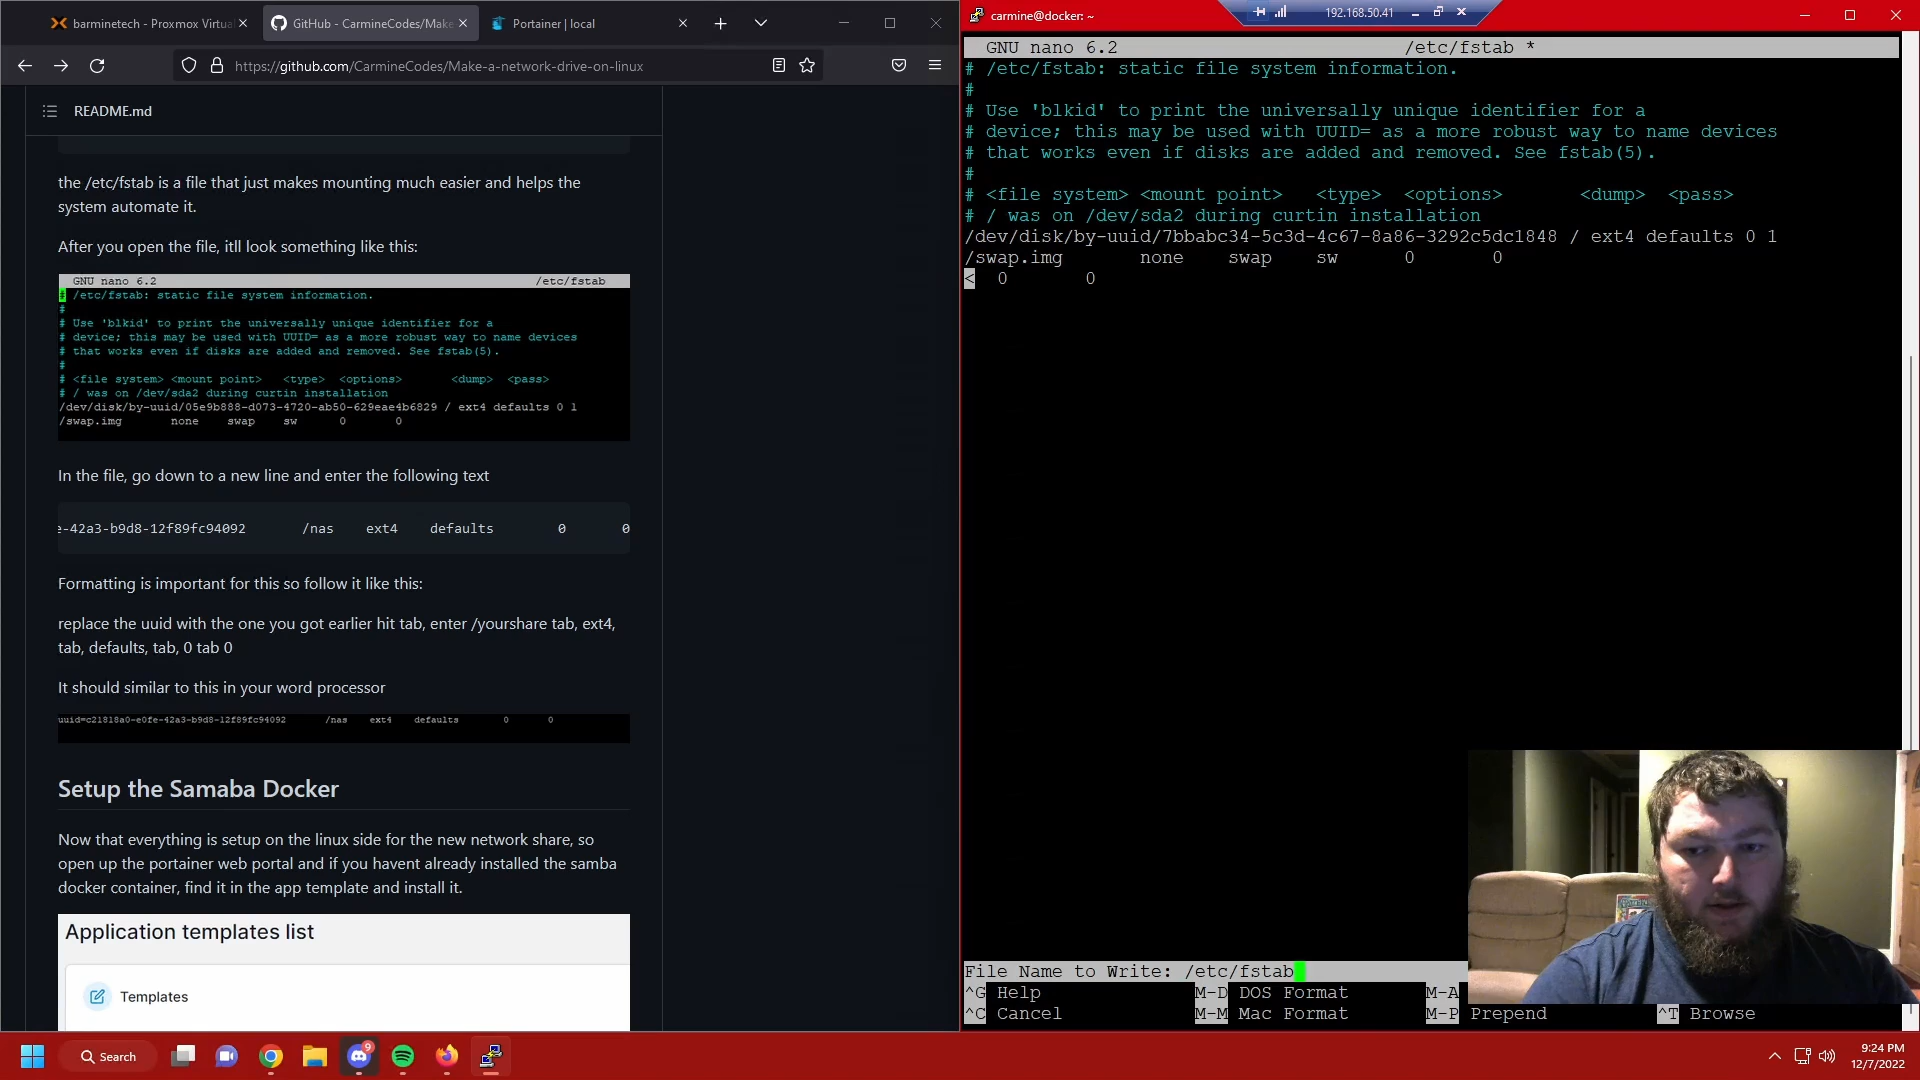 barminetech - Proxmox Virtual
GitHub - CarmineCodes/Make
Portainer | local
https://github.com/CarmineCodes/Make-a-network-drive-on-linux
README.md
the /etc/fstab is a file that just makes mounting much easier and helps the
system automate it.
After you open the file, itll look something like this:
GNU nano 6.2 /etc/fstab
# /etc/fstab: static file system information.
#
# Use 'blkid' to print the universally unique identifier for a
# device; this may be used with UUID= as a more robust way to name devices
# that works even if disks are added and removed. See fstab(5).
#
# <file system> <mount point> <type> <options> <dump> <pass>
# / was on /dev/sda2 during curtin installation
/dev/disk/by-uuid/05e9b888-d073-4720-ab50-629eae4b6829 / ext4 defaults 0 1
/swap.img none swap sw 0 0
In the file, go down to a new line and enter the following text
e-42a3-b9d8-12f89fc94092 /nas ext4 defaults 0 0
Formatting is important for this so follow it like this:
replace the uuid with the one you got earlier hit tab, enter /yourshare tab, ext4,
tab, defaults, tab, 0 tab 0
It should similar to this in your word processor
uuid=c21818a0-e0fe-42a3-b9d8-12f89fc94092 /nas ext4 defaults 0 0
Setup the Samaba Docker
Now that everything is setup on the linux side for the new network share, so
open up the portainer web portal and if you havent already installed the samba
docker container, find it in the app template and install it.
Application templates list
Templates
carmine@docker: ~
192.168.50.41
GNU nano 6.2 /etc/fstab *
# /etc/fstab: static file system information.
#
# Use 'blkid' to print the universally unique identifier for a
# device; this may be used with UUID= as a more robust way to name devices
# that works even if disks are added and removed. See fstab(5).
#
# <file system> <mount point> <type> <options> <dump> <pass>
# / was on /dev/sda2 during curtin installation
/dev/disk/by-uuid/7bbabc34-5c3d-4c67-8a86-3292c5dc1848 / ext4 defaults 0 1
/swap.img none swap sw 0 0
< 0 0
File Name to Write: /etc/fstab
^G Help M-D DOS Format M-A
^C Cancel M-M Mac Format M-P Prepend ^T Browse
Search
9
9:24 PM
12/7/2022